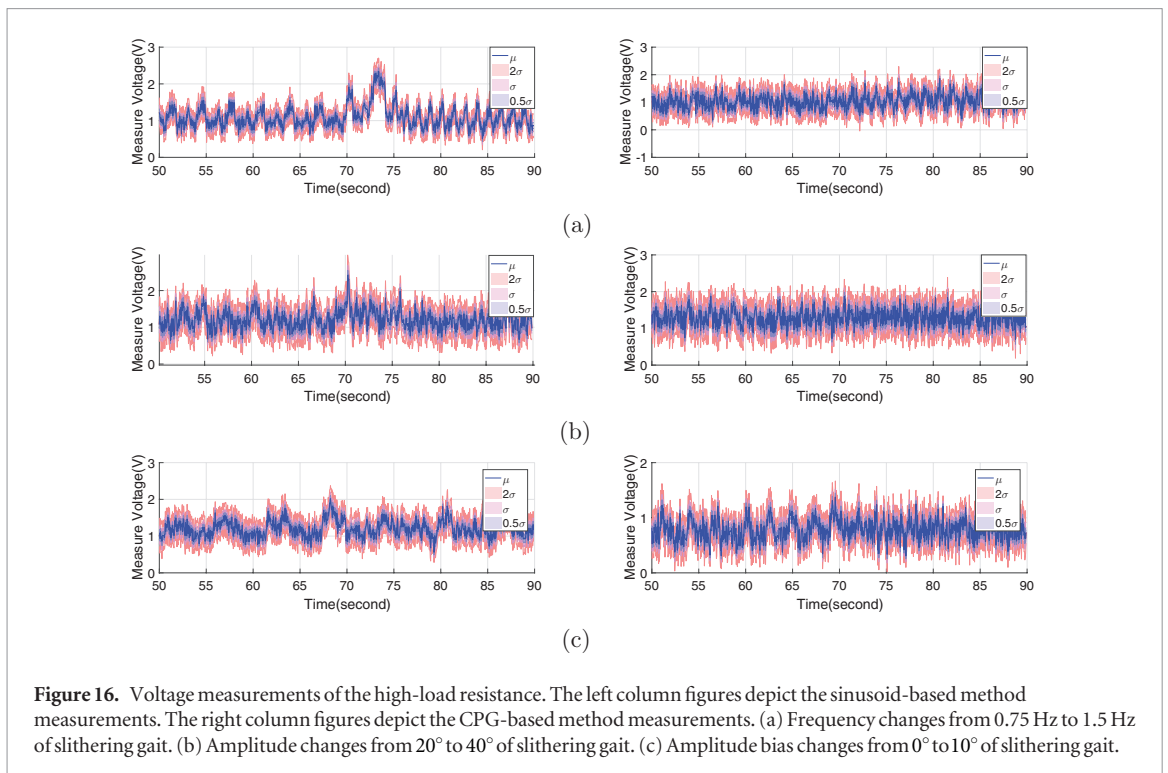 Measure Voltage(V)
3
2
1
0
μ
2σ
σ
0.5σ
50 55 60 65 70 75 80 85 90
Time(second)
Measure Voltage(V)
3
2
1
0
-1
μ
2σ
σ
0.5σ
50 55 60 65 70 75 80 85 90
Time(second)
(a)
Measure Voltage(V)
2
1
0
μ
2σ
σ
0.5σ
55 60 65 70 75 80 85 90
Time(second)
Measure Voltage(V)
3
2
1
0
μ
2σ
σ
0.5σ
50 55 60 65 70 75 80 85 90
Time(second)
(b)
Measure Voltage(V)
3
2
1
0
μ
2σ
σ
0.5σ
50 55 60 65 70 75 80 85 90
Time(second)
Measure Voltage(V)
2
1
0
μ
2σ
σ
0.5σ
50 55 60 65 70 75 80 85 90
Time(second)
(c)
Figure 16. Voltage measurements of the high-load resistance. The left column figures depict the sinusoid-based method
measurements. The right column figures depict the CPG-based method measurements. (a) Frequency changes from 0.75 Hz to 1.5 Hz
of slithering gait. (b) Amplitude changes from 20° to 40° of slithering gait. (c) Amplitude bias changes from 0° to 10° of slithering gait.